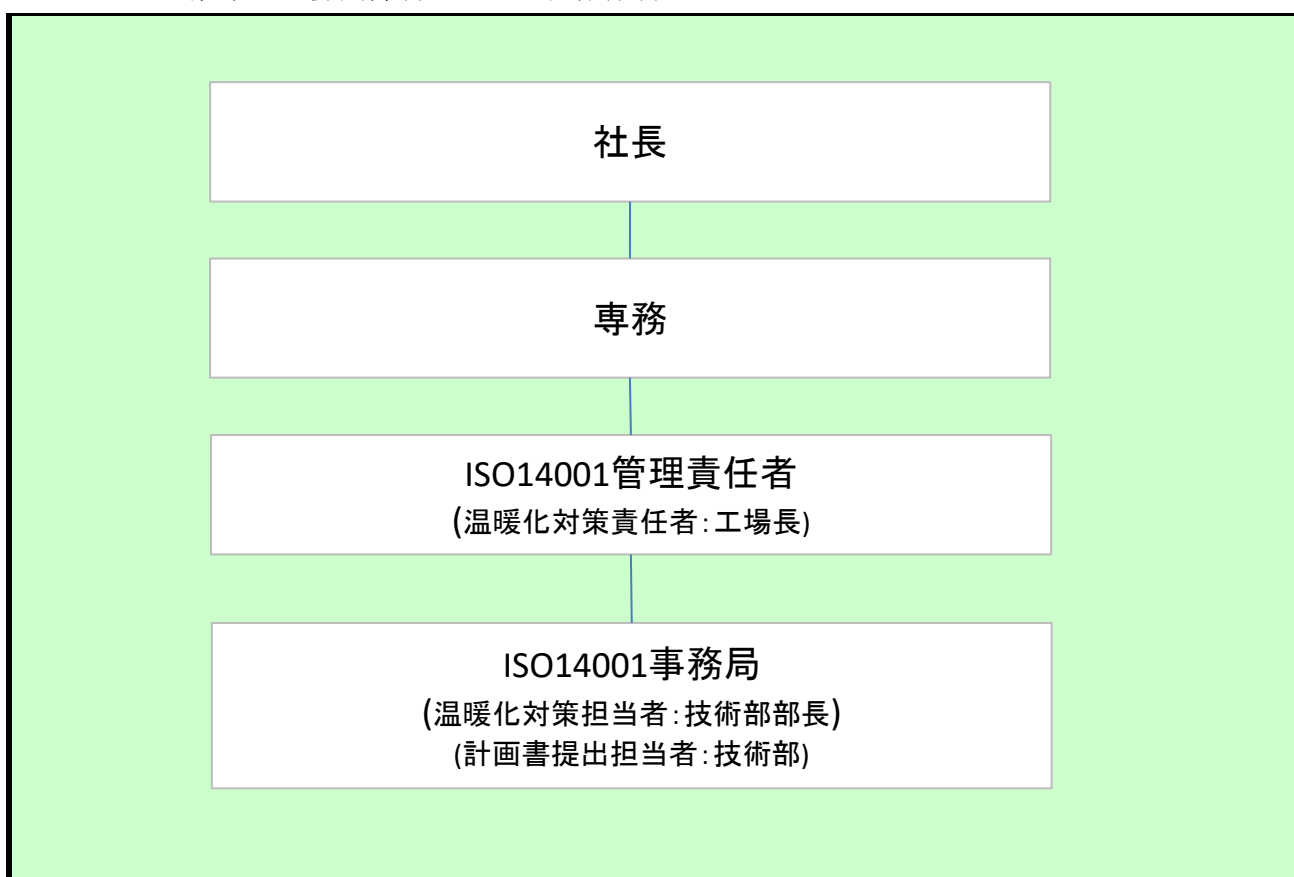 社長
専務
ISO14001管理責任者
(温暖化対策責任者：工場長)
ISO14001事務局
(温暖化対策担当者：技術部部長)
(計画書提出担当者：技術部)